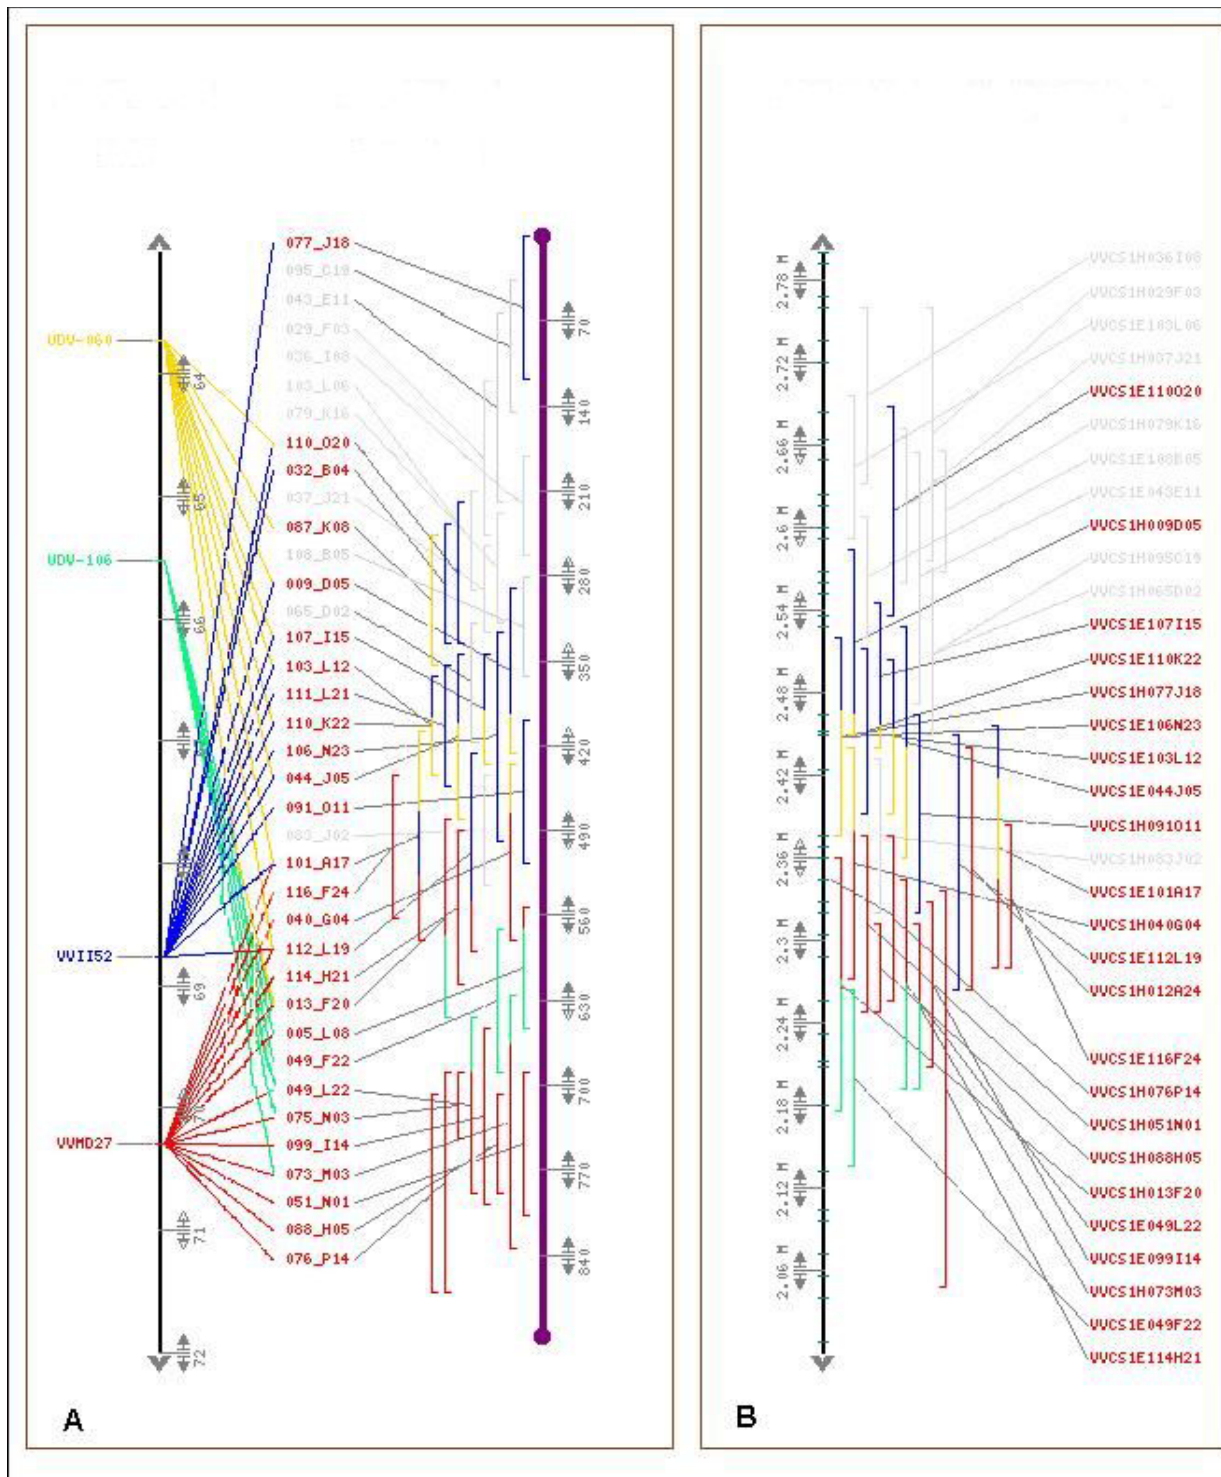 077_J18
095_C19
043_E11
029_F03
036_I08
103_L06
079_K16
110_O20
032_B04
037_J21
087_K08
108_B05
009_D05
065_D02
107_I15
103_L12
111_L21
110_K22
106_N23
044_J05
091_O11
083_J02
101_A17
116_F24
040_G04
112_L19
114_H21
013_F20
005_L08
049_F22
049_L22
075_N03
099_I14
073_M03
051_N01
088_H05
076_P14
UDV-060
UDV-106
VVII52
VVMD27
64
65
66
69
71
72
70
140
210
280
350
420
490
560
630
700
770
840
A
2.78 M
2.72 M
2.66 M
2.6 M
2.54 M
2.48 M
2.42 M
2.36 M
2.3 M
2.24 M
2.18 M
2.12 M
2.06 M
VVCS1H036I08
VVCS1H029F03
VVCS1E103L06
VVCS1H037J21
VVCS1E110O20
VVCS1H079K16
VVCS1E108B05
VVCS1E043E11
VVCS1H009D05
VVCS1H095C19
VVCS1H065D02
VVCS1E107I15
VVCS1E110K22
VVCS1H077J18
VVCS1E106N23
VVCS1E103L12
VVCS1E044J05
VVCS1H091O11
VVCS1H083J02
VVCS1E101A17
VVCS1H040G04
VVCS1E112L19
VVCS1H012A24
VVCS1E116F24
VVCS1H076P14
VVCS1H051N01
VVCS1H088H05
VVCS1H013F20
VVCS1E049L22
VVCS1E099I14
VVCS1H073M03
VVCS1E049F22
VVCS1E114H21
B